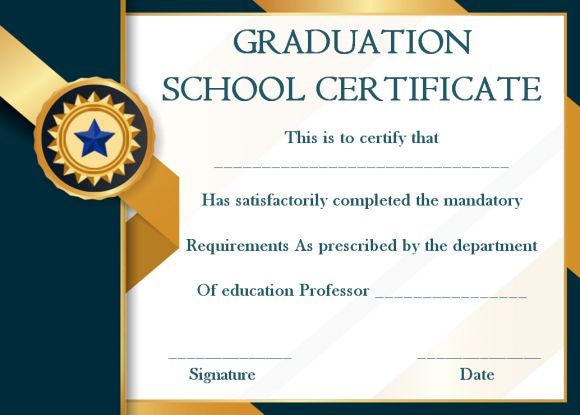 GRADUATION
SCHOOL CERTIFICATE
This is to certify that
_______________________________
Has satisfactorily completed the mandatory
Requirements As prescribed by the department
Of education Professor ________________
_____________ _____________
Signature Date